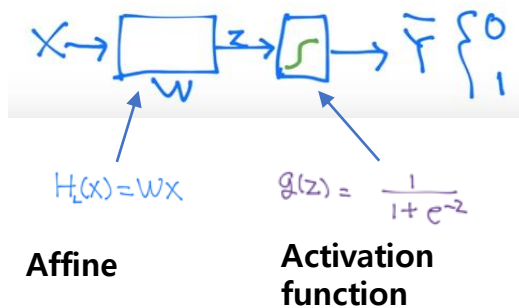 X → W z → Ȳ { 0
1
H_L(X) = WX
g(z) = 1 / (1 + e^-z)
Affine
Activation
function